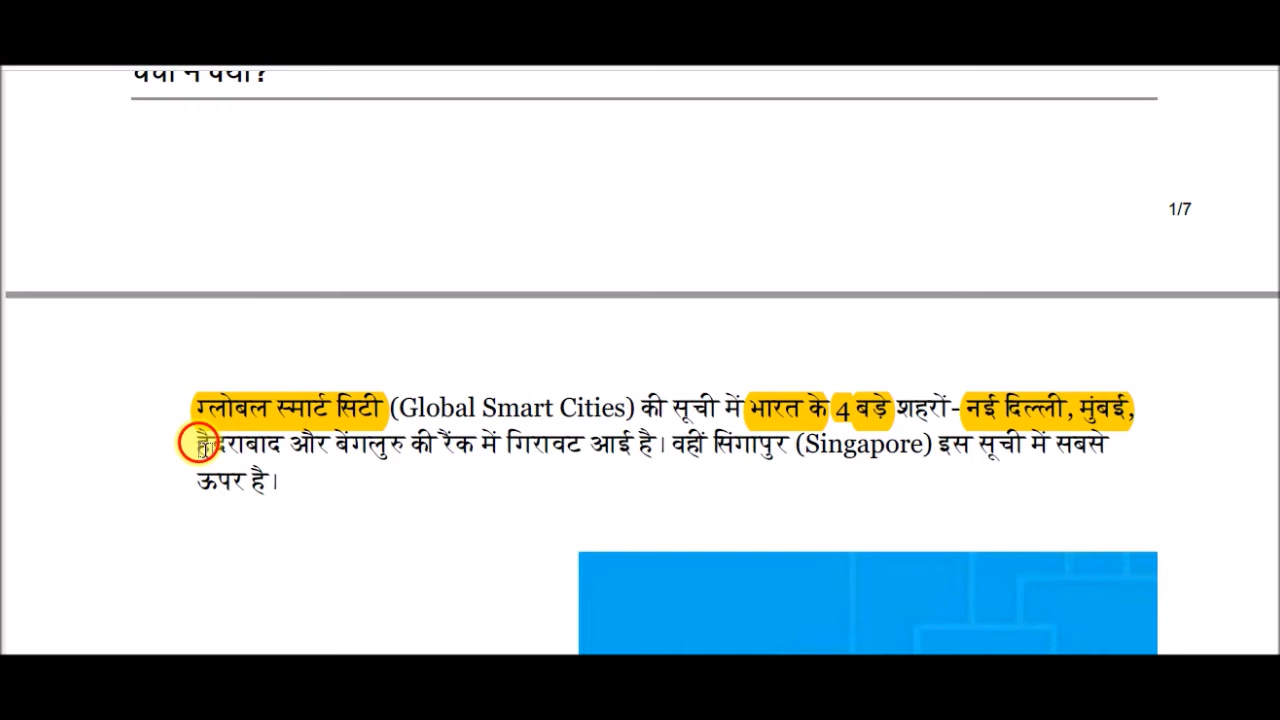 चर्चा में क्यों?
1/7
ग्लोबल स्मार्ट सिटी (Global Smart Cities) की सूची में भारत के 4 बड़े शहरों- नई दिल्ली, मुंबई,
हैदराबाद और बेंगलुरु की रैंक में गिरावट आई है। वहीं सिंगापुर (Singapore) इस सूची में सबसे
ऊपर है।